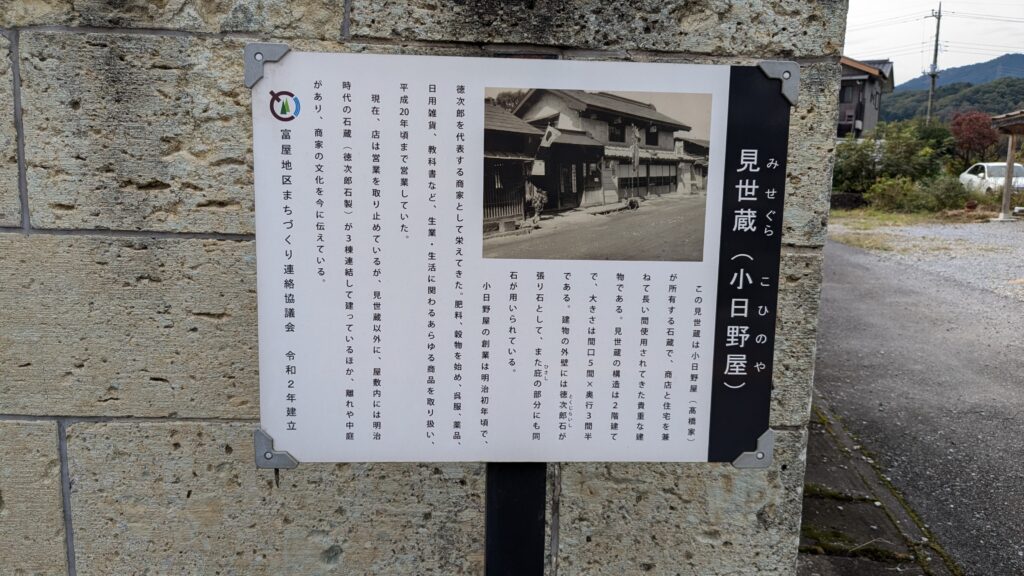 見世蔵（小日野屋）
みせぐら
こひのや
この見世蔵は小日野屋（髙橋家）
が所有する石蔵で、商店と住宅を兼
ねて長い間使用されてきた貴重な建
物である。見世蔵の構造は2階建て
で、大きさは間口5間×奥行3間半
である。建物の外壁には徳次郎石が
とくじらいし
張り石として、また庇の部分にも同
ひさし
石が用いられている。
小日野屋の創業は明治初年頃で、
徳次郎を代表する商家として栄えてきた。肥料、穀物を始め、呉服、薬品、
日用雑貨、教科書など、生業・生活に関わるあらゆる商品を取り扱い、
平成20年頃まで営業していた。
現在、店は営業を取り止めているが、見世蔵以外に、屋敷内には明治
時代の石蔵（徳次郎石製）が3棟連結して建っているほか、離れや中庭
があり、商家の文化を今に伝えている。
富屋地区まちづくり連絡協議会　令和2年建立